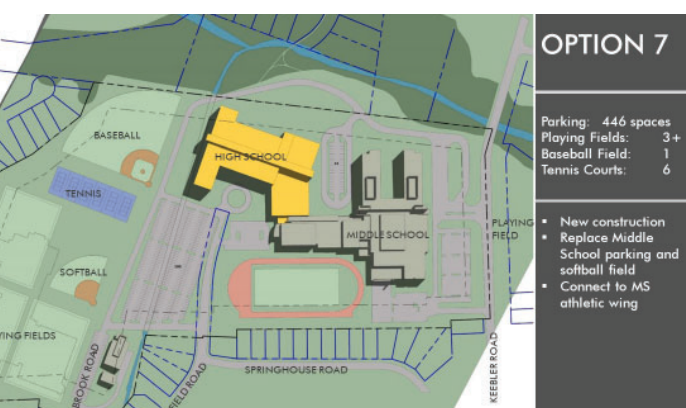 OPTION 7
Parking: 446 spaces
Playing Fields: 3+
Baseball Field: 1
Tennis Courts: 6
▪ New construction
▪ Replace Middle
School parking and
softball field
▪ Connect to MS
athletic wing
BASEBALL
HIGH SCHOOL
TENNIS
PLAYING
FIELD
MIDDLE SCHOOL
SOFTBALL
YING FIELDS
BROOK ROAD
FIELD ROAD
SPRINGHOUSE ROAD
KEEBLER ROAD